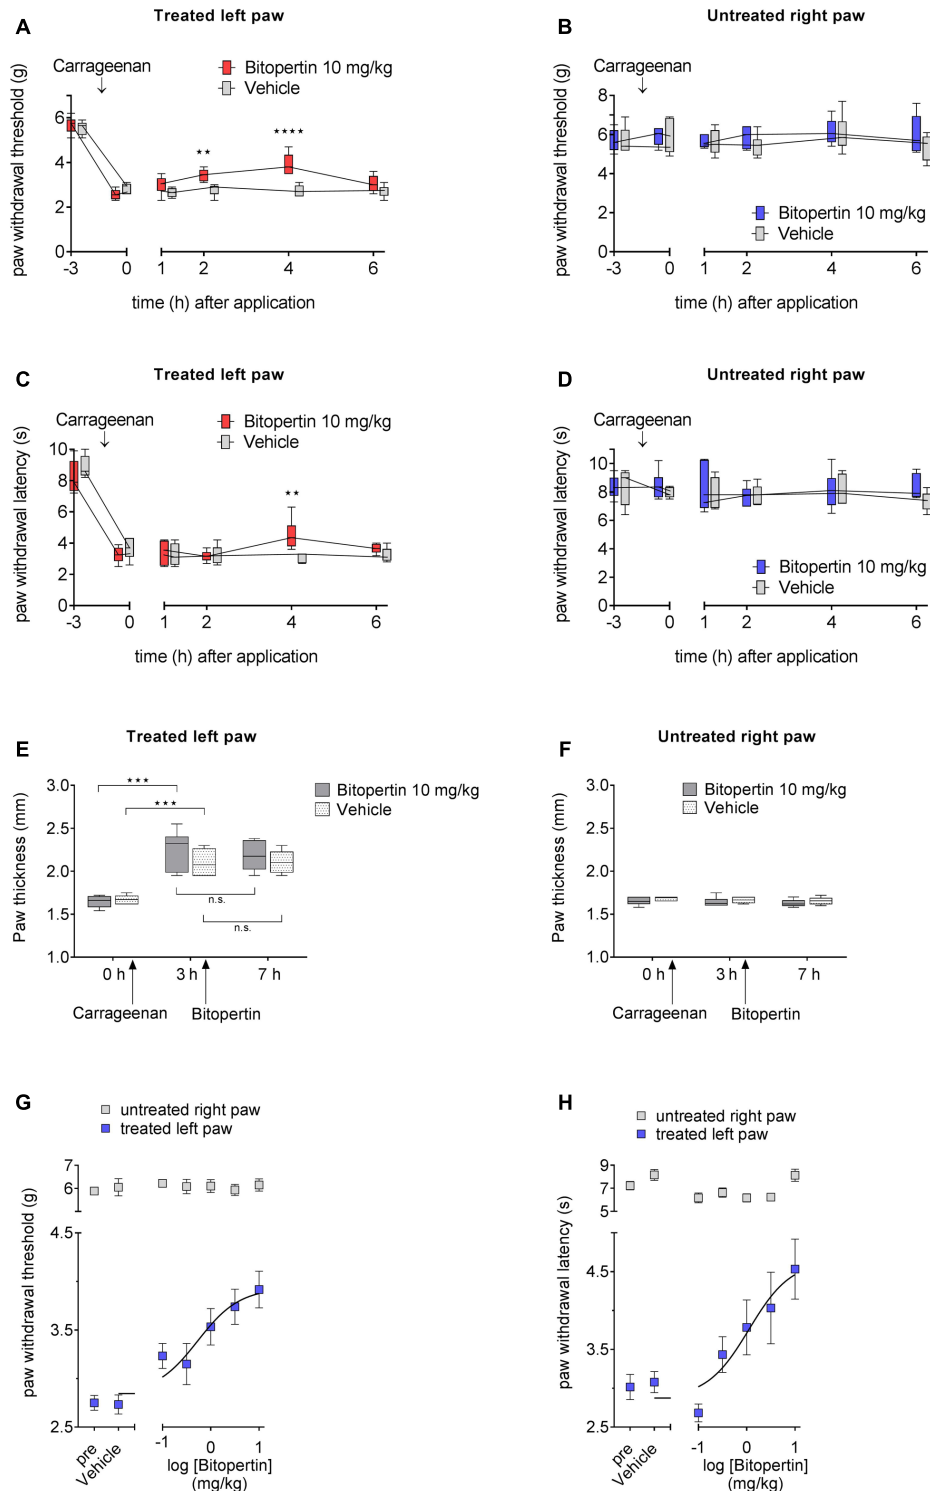 A
Treated left paw
Carrageenan
Bitopertin 10 mg/kg
Vehicle
paw withdrawal threshold (g)
6
4
2
0
★★
★★★★
-3 0 1 2 4 6
time (h) after application
B
Untreated right paw
Carrageenan
paw withdrawal threshold (g)
8
6
4
2
0
Bitopertin 10 mg/kg
Vehicle
-3 0 1 2 4 6
time (h) after application
C
Treated left paw
Carrageenan
Bitopertin 10 mg/kg
Vehicle
paw withdrawal latency (s)
10
8
6
4
2
0
★★
-3 0 1 2 4 6
time (h) after application
D
Untreated right paw
Carrageenan
paw withdrawal latency (s)
10
8
6
4
2
0
Bitopertin 10 mg/kg
Vehicle
-3 0 1 2 4 6
time (h) after application
E
Treated left paw
Paw thickness (mm)
3.0
2.5
2.0
1.5
1.0
★★★
★★★
Bitopertin 10 mg/kg
Vehicle
n.s.
n.s.
0 h 3 h 7 h
Carrageenan Bitopertin
F
Untreated right paw
Paw thickness (mm)
3.0
2.5
2.0
1.5
1.0
Bitopertin 10 mg/kg
Vehicle
0 h 3 h 7 h
Carrageenan Bitopertin
G
untreated right paw
treated left paw
paw withdrawal threshold (g)
7
6
4.5
3.5
2.5
pre
Vehicle
-1 0 1
log [Bitopertin]
(mg/kg)
H
untreated right paw
treated left paw
paw withdrawal latency (s)
9
7
5
4.5
3.5
2.5
pre
Vehicle
-1 0 1
log [Bitopertin]
(mg/kg)